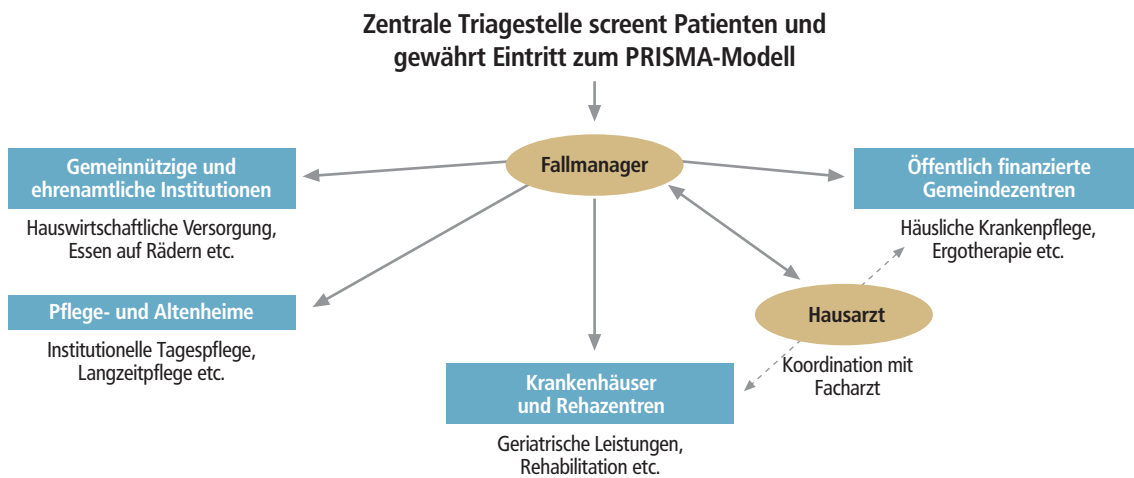 Zentrale Triagestelle screent Patienten und
gewährt Eintritt zum PRISMA-Modell
Fallmanager
Gemeinnützige und
ehrenamtliche Institutionen
Hauswirtschaftliche Versorgung,
Essen auf Rädern etc.
Öffentlich finanzierte
Gemeindezentren
Häusliche Krankenpflege,
Ergotherapie etc.
Pflege- und Altenheime
Institutionelle Tagespflege,
Langzeitpflege etc.
Hausarzt
Koordination mit
Facharzt
Krankenhäuser
und Rehazentren
Geriatrische Leistungen,
Rehabilitation etc.